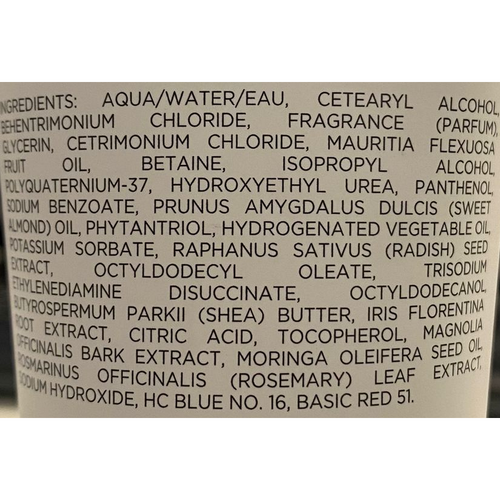 INGREDIENTS: AQUA/WATER/EAU, CETEARYL ALCOHOL,
BEHENTRIMONIUM CHLORIDE, FRAGRANCE (PARFUM),
GLYCERIN, CETRIMONIUM CHLORIDE, MAURITIA FLEXUOSA
FRUIT OIL, BETAINE, ISOPROPYL ALCOHOL,
POLYQUATERNIUM-37, HYDROXYETHYL UREA, PANTHENOL,
SODIUM BENZOATE, PRUNUS AMYGDALUS DULCIS (SWEET
ALMOND) OIL, PHYTANTRIOL, HYDROGENATED VEGETABLE OIL,
POTASSIUM SORBATE, RAPHANUS SATIVUS (RADISH) SEED
EXTRACT, OCTYLDODECYL OLEATE, TRISODIUM
ETHYLENEDIAMINE DISUCCINATE, OCTYLDODECANOL,
BUTYROSPERMUM PARKII (SHEA) BUTTER, IRIS FLORENTINA
ROOT EXTRACT, CITRIC ACID, TOCOPHEROL, MAGNOLIA
OFFICINALIS BARK EXTRACT, MORINGA OLEIFERA SEED OIL,
ROSMARINUS OFFICINALIS (ROSEMARY) LEAF EXTRACT,
SODIUM HYDROXIDE, HC BLUE NO. 16, BASIC RED 51.